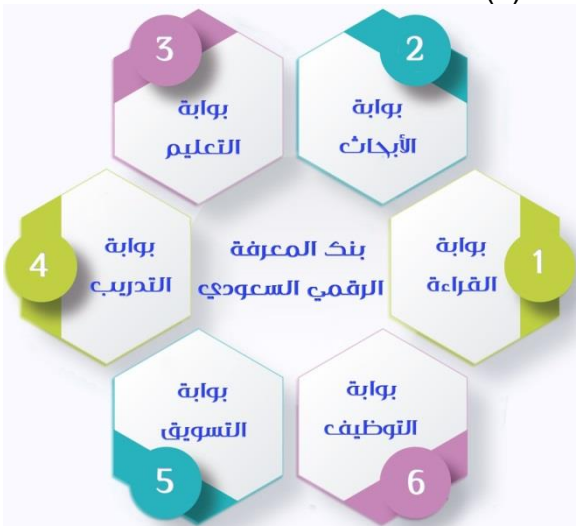 2
بوابة
الأبحاث
3
بوابة
التعليم
1
بوابة
القراءة
بنك المعرفة
الرقمي السعودي
4
بوابة
التدريب
6
بوابة
التوظيف
5
بوابة
التسويق